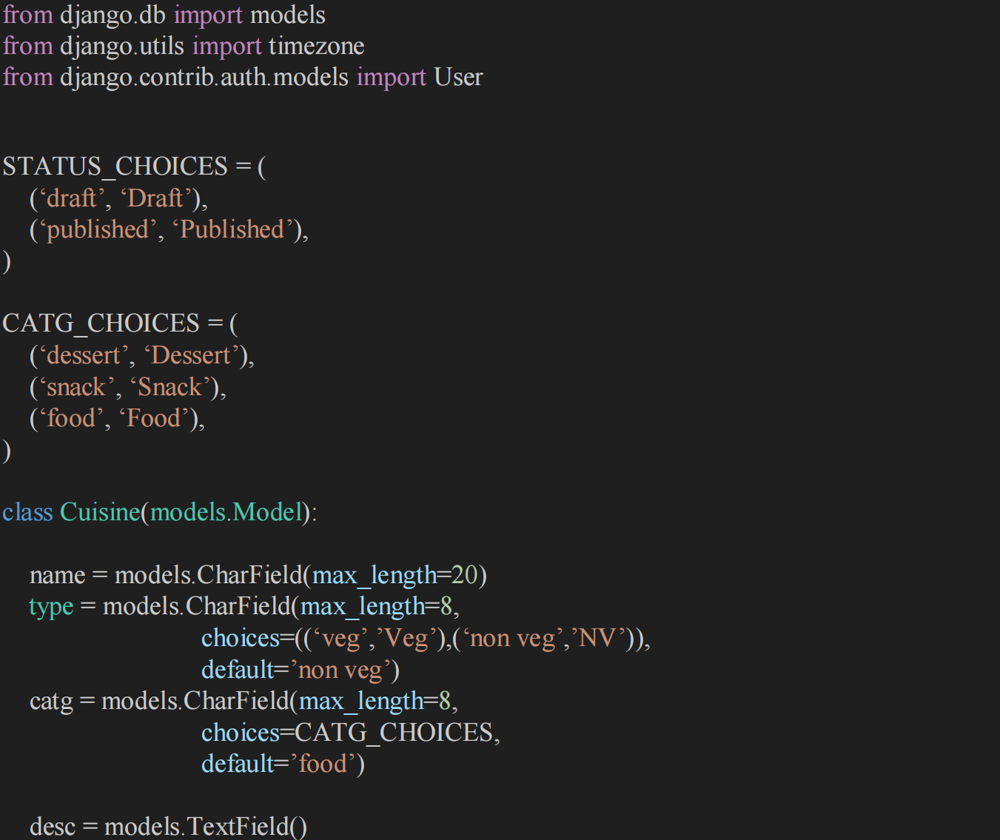 from django.db import models
from django.utils import timezone
from django.contrib.auth.models import User
STATUS_CHOICES = (
(‘draft’, ‘Draft’),
(‘published’, ‘Published’),
)
CATG_CHOICES = (
(‘dessert’, ‘Dessert’),
(‘snack’, ‘Snack’),
(‘food’, ‘Food’),
)
class Cuisine(models.Model):
name = models.CharField(max_length=20)
type = models.CharField(max_length=8,
choices=((‘veg’,’Veg’),(‘non veg’,’NV’)),
default=’non veg’)
catg = models.CharField(max_length=8,
choices=CATG_CHOICES,
default=’food’)
desc = models.TextField()